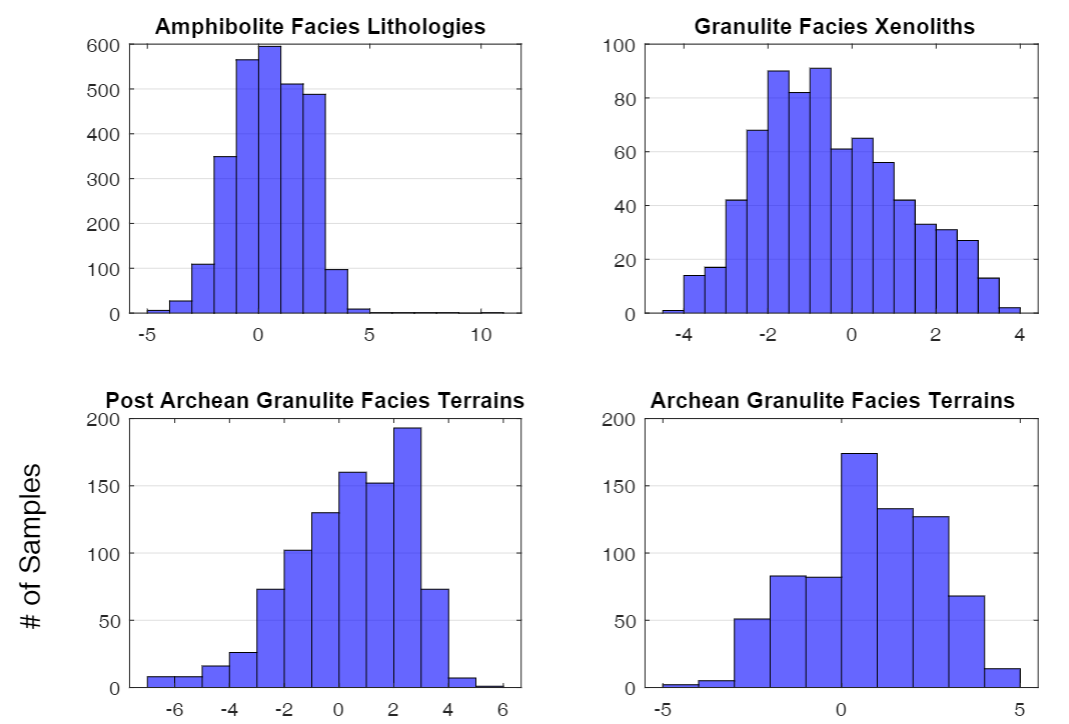 Amphibolite Facies Lithologies
600
500
400
300
200
100
0
-5 0 5 10
Granulite Facies Xenoliths
100
80
60
40
20
0
-4 -2 0 2 4
# of Samples
Post Archean Granulite Facies Terrains
200
150
100
50
0
-6 -4 -2 0 2 4 6
Archean Granulite Facies Terrains
200
150
100
50
0
-5 0 5